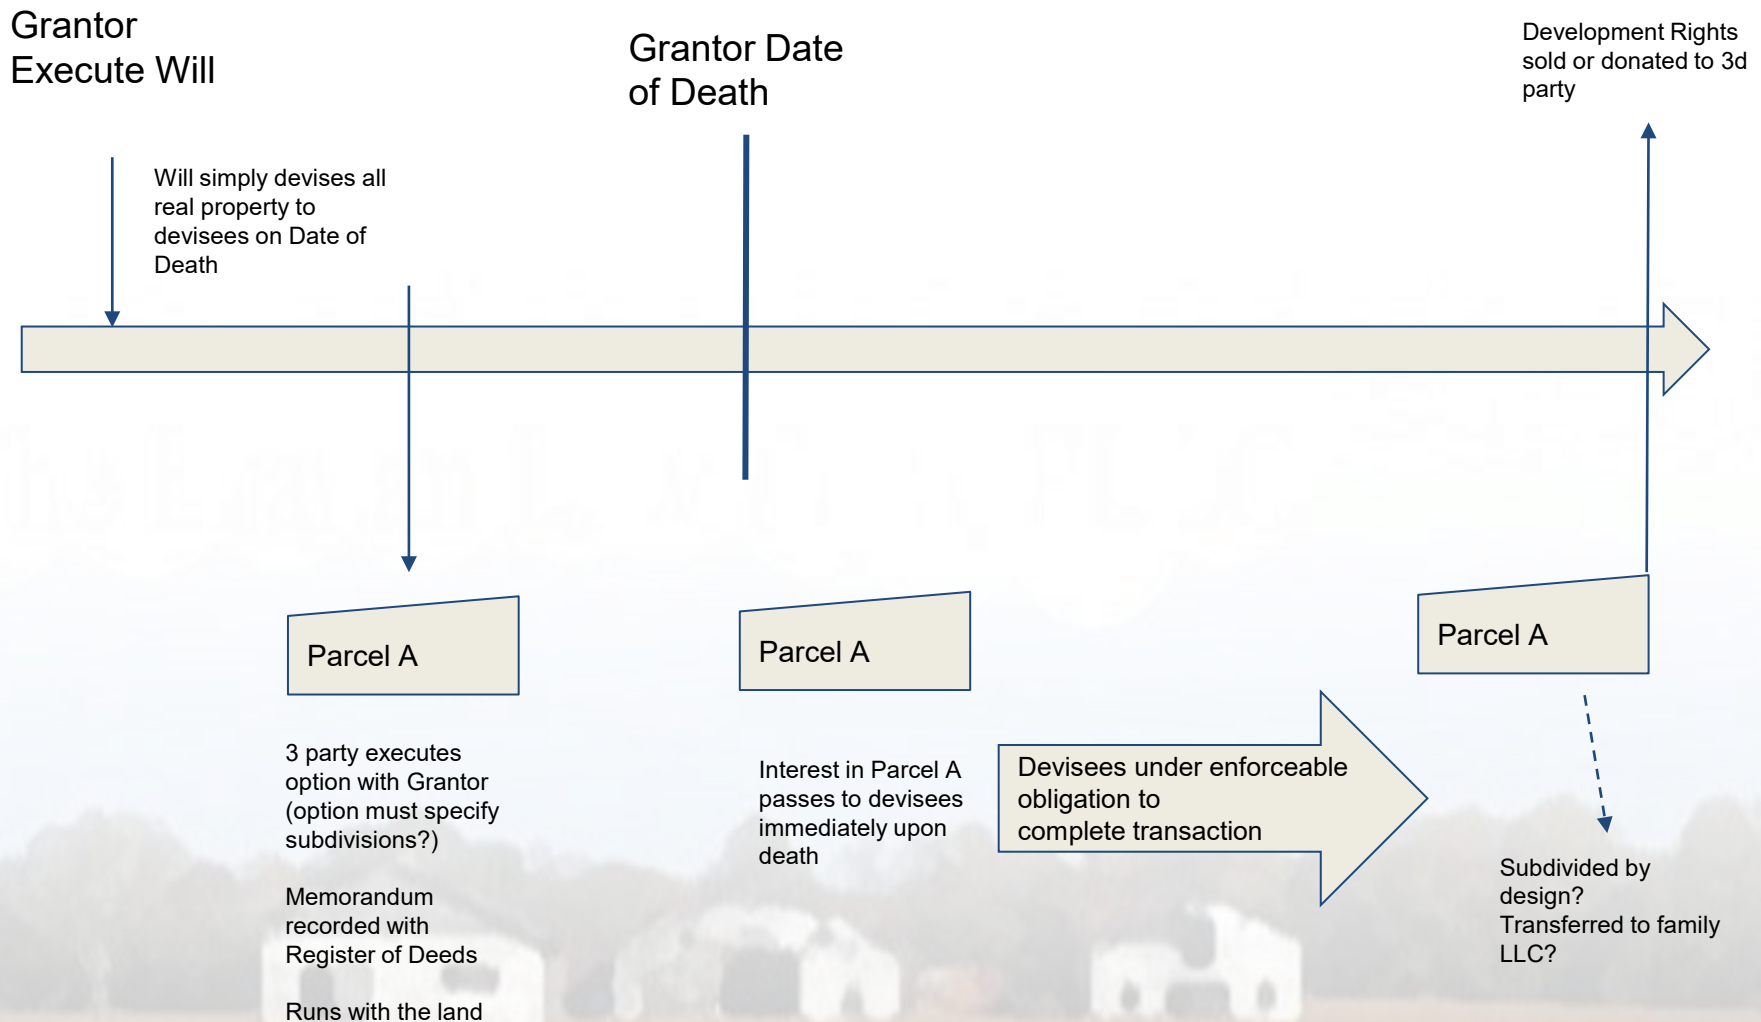 Grantor
Execute Will
Grantor Date
of Death
Development Rights
sold or donated to 3d
party
Will simply devises all
real property to
devisees on Date of
Death
Parcel A
Parcel A
Parcel A
3 party executes
option with Grantor
(option must specify
subdivisions?)
Memorandum
recorded with
Register of Deeds
Runs with the land
Interest in Parcel A
passes to devisees
immediately upon
death
Devisees under enforceable
obligation to
complete transaction
Subdivided by
design?
Transferred to family
LLC?